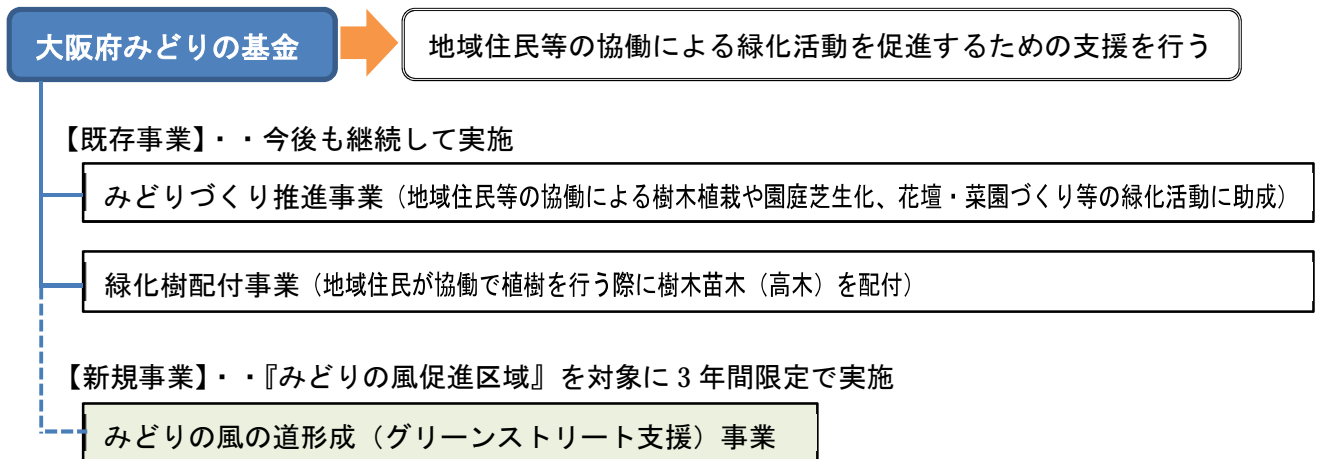 大阪府みどりの基金
地域住民等の協働による緑化活動を促進するための支援を行う
【既存事業】・・今後も継続して実施
みどりづくり推進事業（地域住民等の協働による樹木植栽や園庭芝生化、花壇・菜園づくり等の緑化活動に助成）
緑化樹配付事業（地域住民が協働で植樹を行う際に樹木苗木（高木）を配付）
【新規事業】・・『みどりの風促進区域』を対象に3年間限定で実施
みどりの風の道形成（グリーンストリート支援）事業